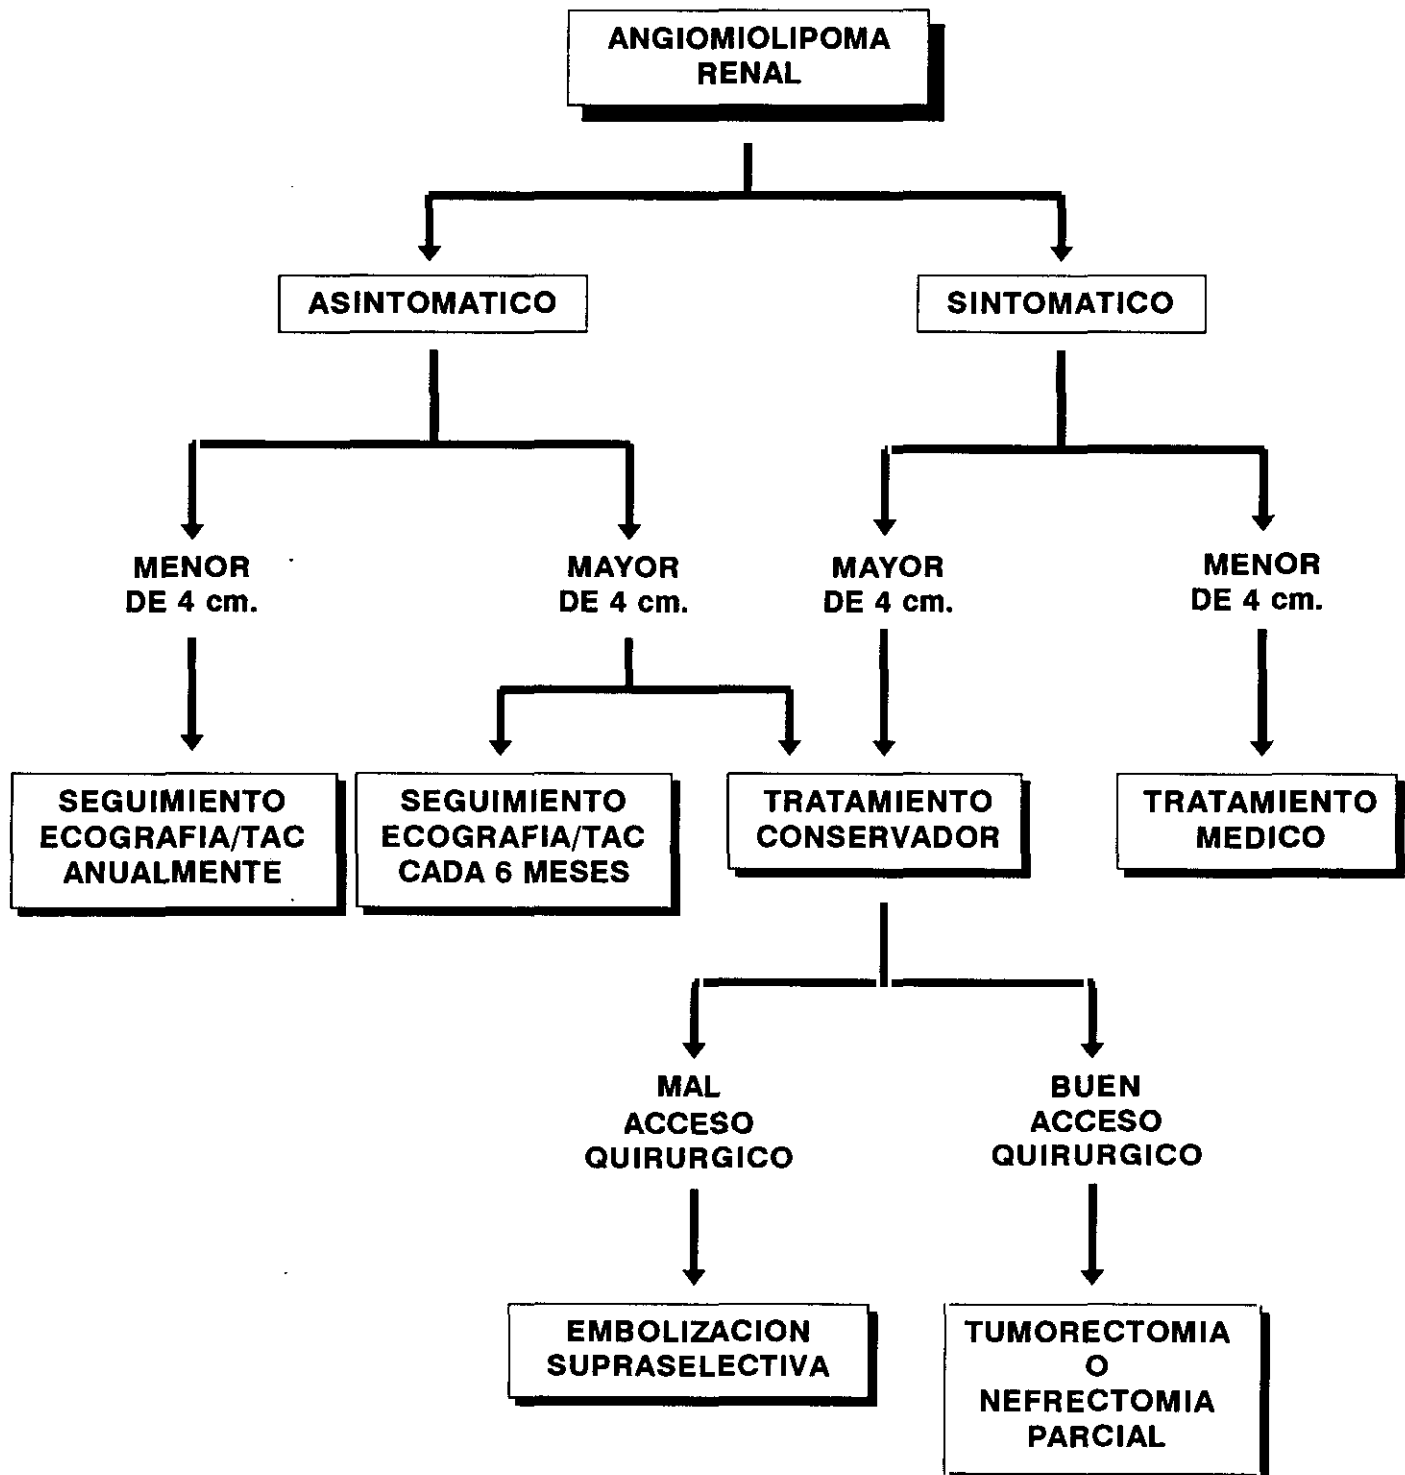 ANGIOMIOLIPOMA
RENAL
ASINTOMATICO
SINTOMATICO
MENOR
DE 4 cm.
MAYOR
DE 4 cm.
MAYOR
DE 4 cm.
MENOR
DE 4 cm.
SEGUIMIENTO
ECOGRAFIA/TAC
ANUALMENTE
SEGUIMIENTO
ECOGRAFIA/TAC
CADA 6 MESES
TRATAMIENTO
CONSERVADOR
TRATAMIENTO
MEDICO
MAL
ACCESO
QUIRURGICO
BUEN
ACCESO
QUIRURGICO
EMBOLIZACION
SUPRASELECTIVA
TUMORECTOMIA
O
NEFRECTOMIA
PARCIAL